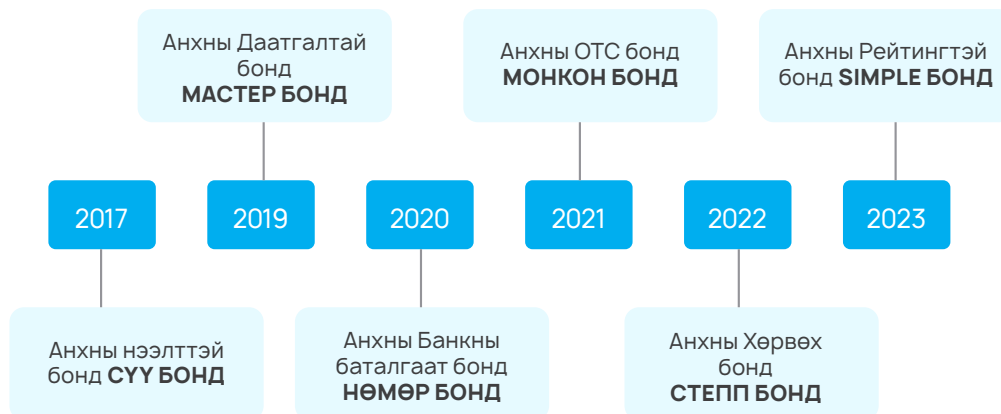 Анхны Даатгалтай
бонд
МАСТЕР БОНД
Анхны ОТС бонд
МОНКОН БОНД
Анхны Рейтингтэй
бонд SIMPLE БОНД
2017
2019
2020
2021
2022
2023
Анхны нээлттэй
бонд СҮҮ БОНД
Анхны Банкны
баталгаат бонд
НӨМӨР БОНД
Анхны Хөрвөх
бонд
СТЕПП БОНД